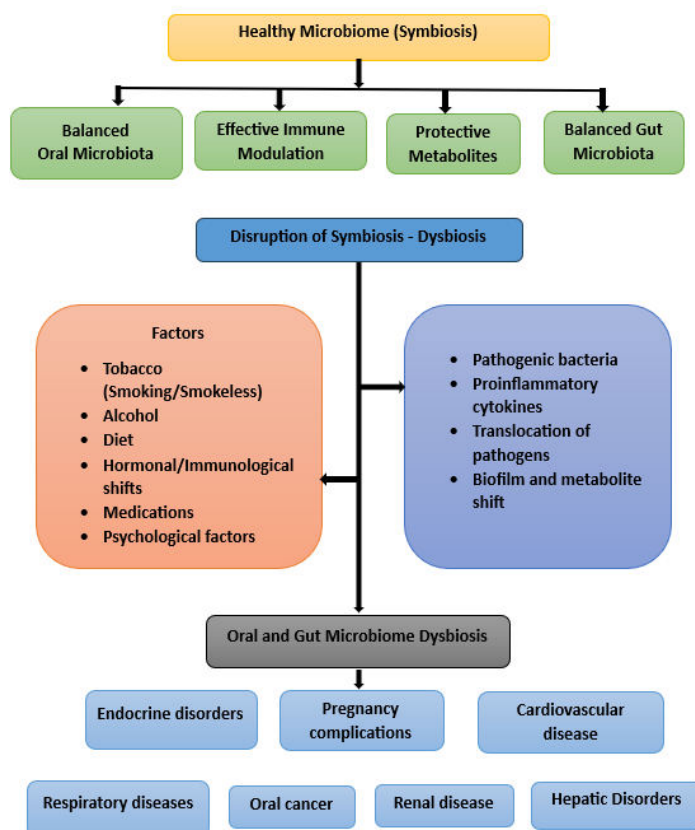 Healthy Microbiome (Symbiosis)
Balanced
Oral Microbiota
Effective Immune
Modulation
Protective
Metabolites
Balanced Gut
Microbiota
Disruption of Symbiosis - Dysbiosis
Factors
• Tobacco
(Smoking/Smokeless)
• Alcohol
• Diet
• Hormonal/Immunological
shifts
• Medications
• Psychological factors
• Pathogenic bacteria
• Proinflammatory
cytokines
• Translocation of
pathogens
• Biofilm and metabolite
shift
Oral and Gut Microbiome Dysbiosis
Endocrine disorders
Pregnancy
complications
Cardiovascular
disease
Respiratory diseases
Oral cancer
Renal disease
Hepatic Disorders